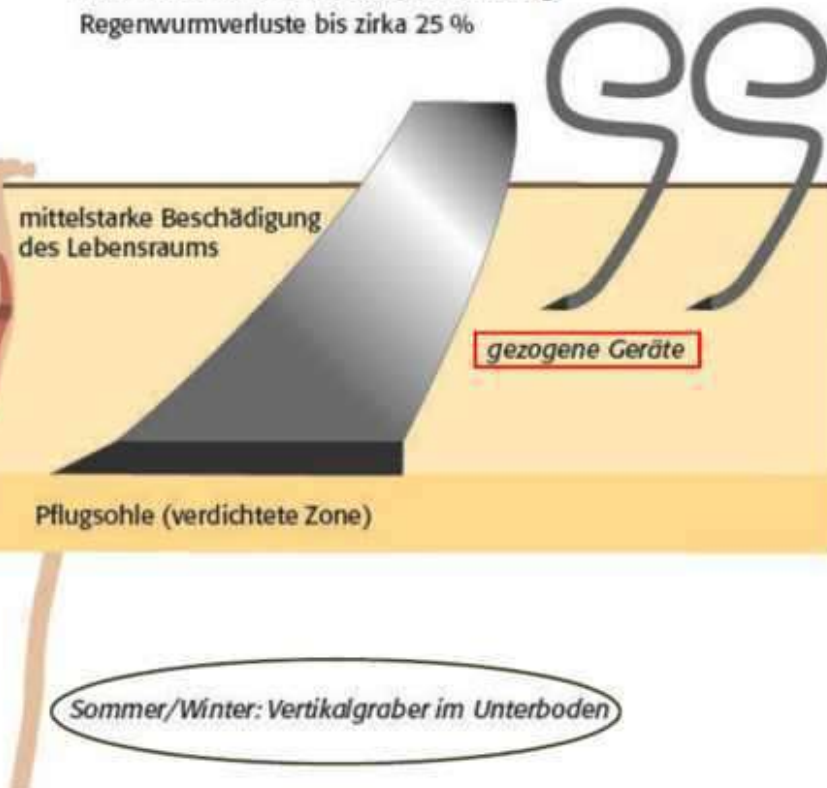 Regenwurmverluste bis zirka 25 %
mittelstarke Beschädigung
des Lebensraums
gezogene Geräte
Pflugsohle (verdichtete Zone)
Sommer/Winter: Vertikalgraber im Unterboden